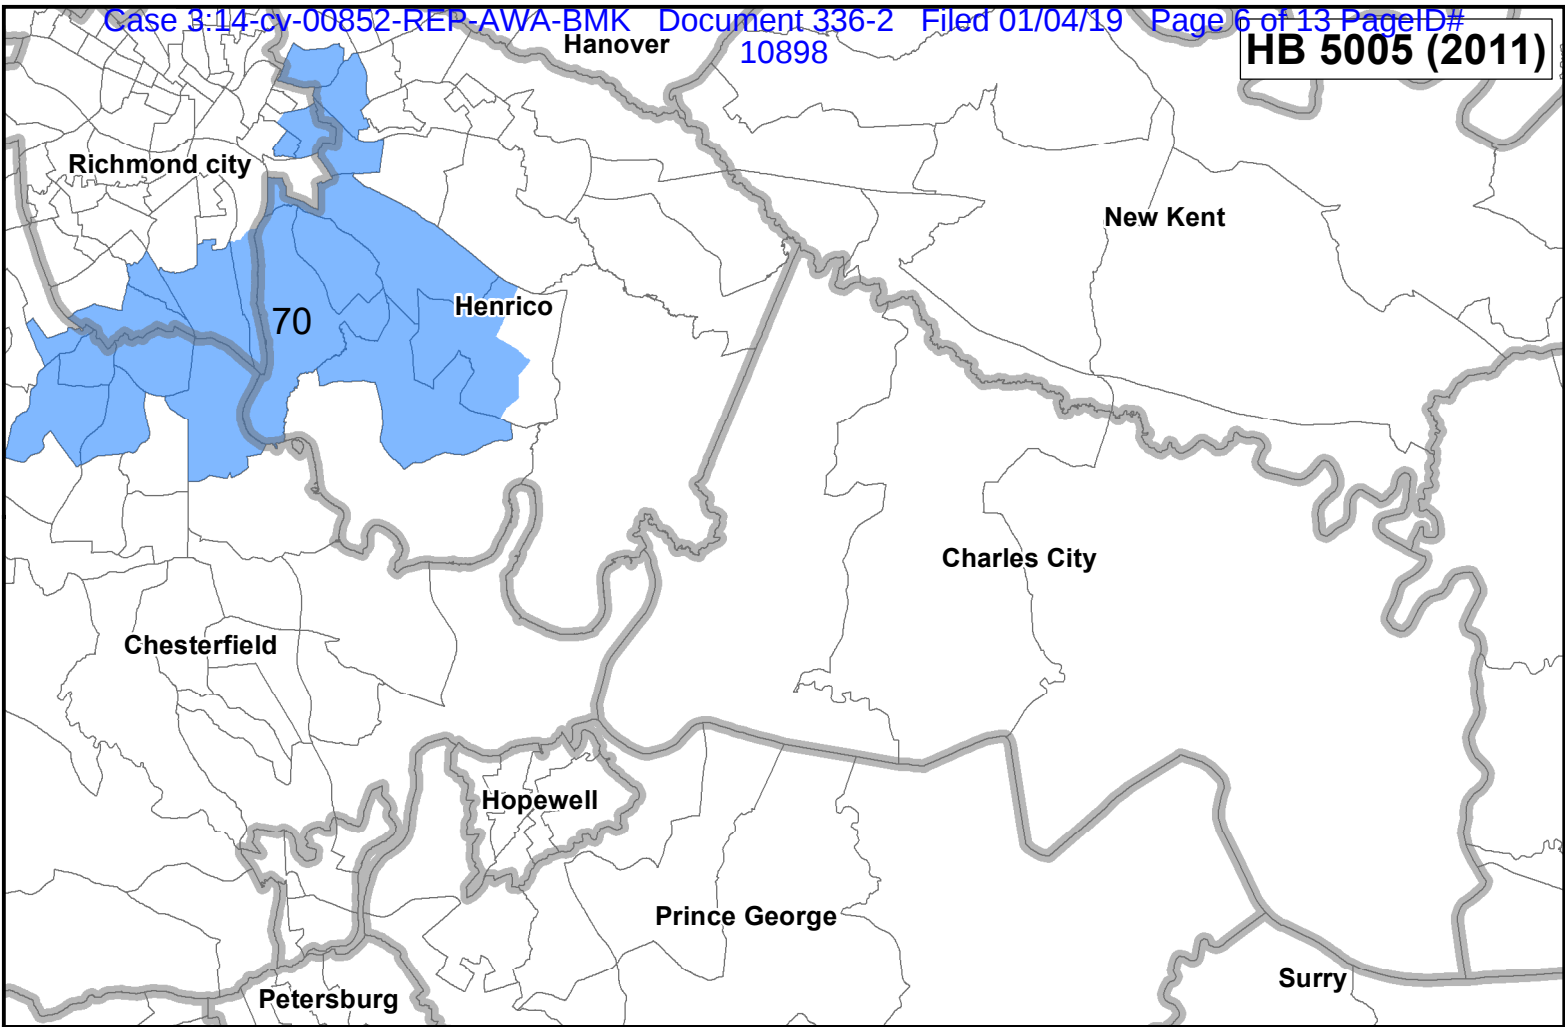 Case 3:14-cv-00852-REP-AWA-BMK Document 336-2 Filed 01/04/19 Page 6 of 13 PageID#
10898
HB 5005 (2011)
Hanover
Richmond city
New Kent
Henrico
70
Charles City
Chesterfield
Hopewell
Prince George
Surry
Petersburg